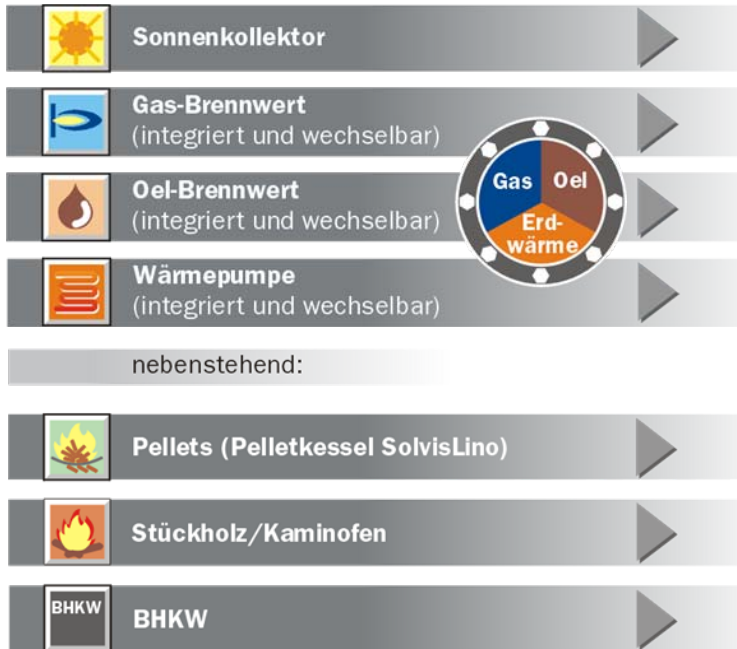 Sonnenkollektor
Gas-Brennwert
(integriert und wechselbar)
Oel-Brennwert
(integriert und wechselbar)
Gas Oel
Erd-
wärme
Wärmepumpe
(integriert und wechselbar)
nebenstehend:
Pellets (Pelletkessel SolvisLino)
Stückholz/Kaminofen
BHKW
BHKW